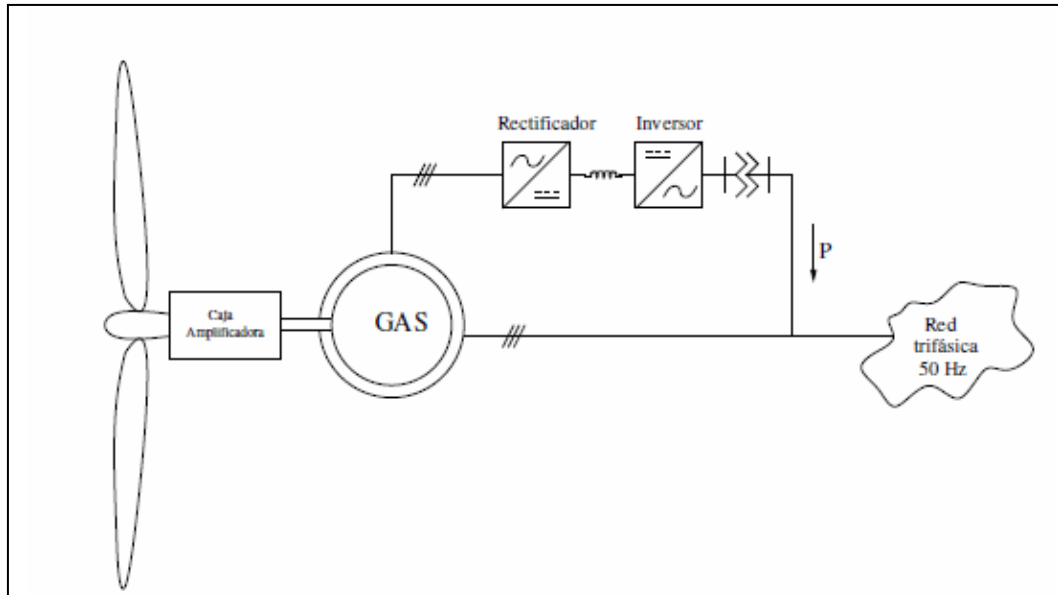 Rectificador
Inversor
P
Caja
Amplificadora
GAS
Red
trifásica
50 Hz